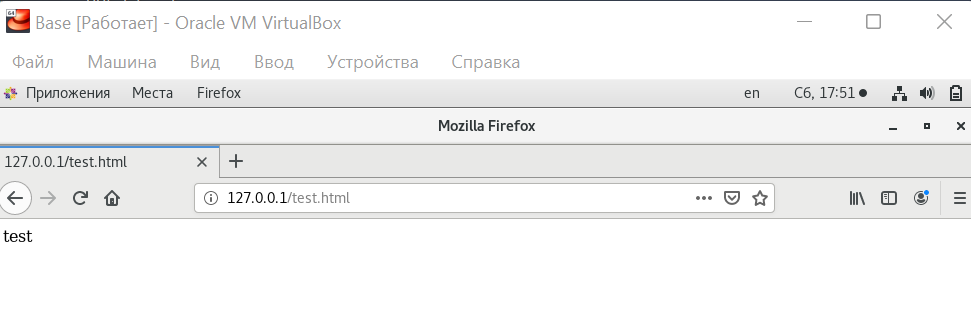 Base [Работает] - Oracle VM VirtualBox
Файл Машина Вид Ввод Устройства Справка
Приложения Места Firefox en Сб, 17:51
Mozilla Firefox
127.0.0.1/test.html
127.0.0.1/test.html
test